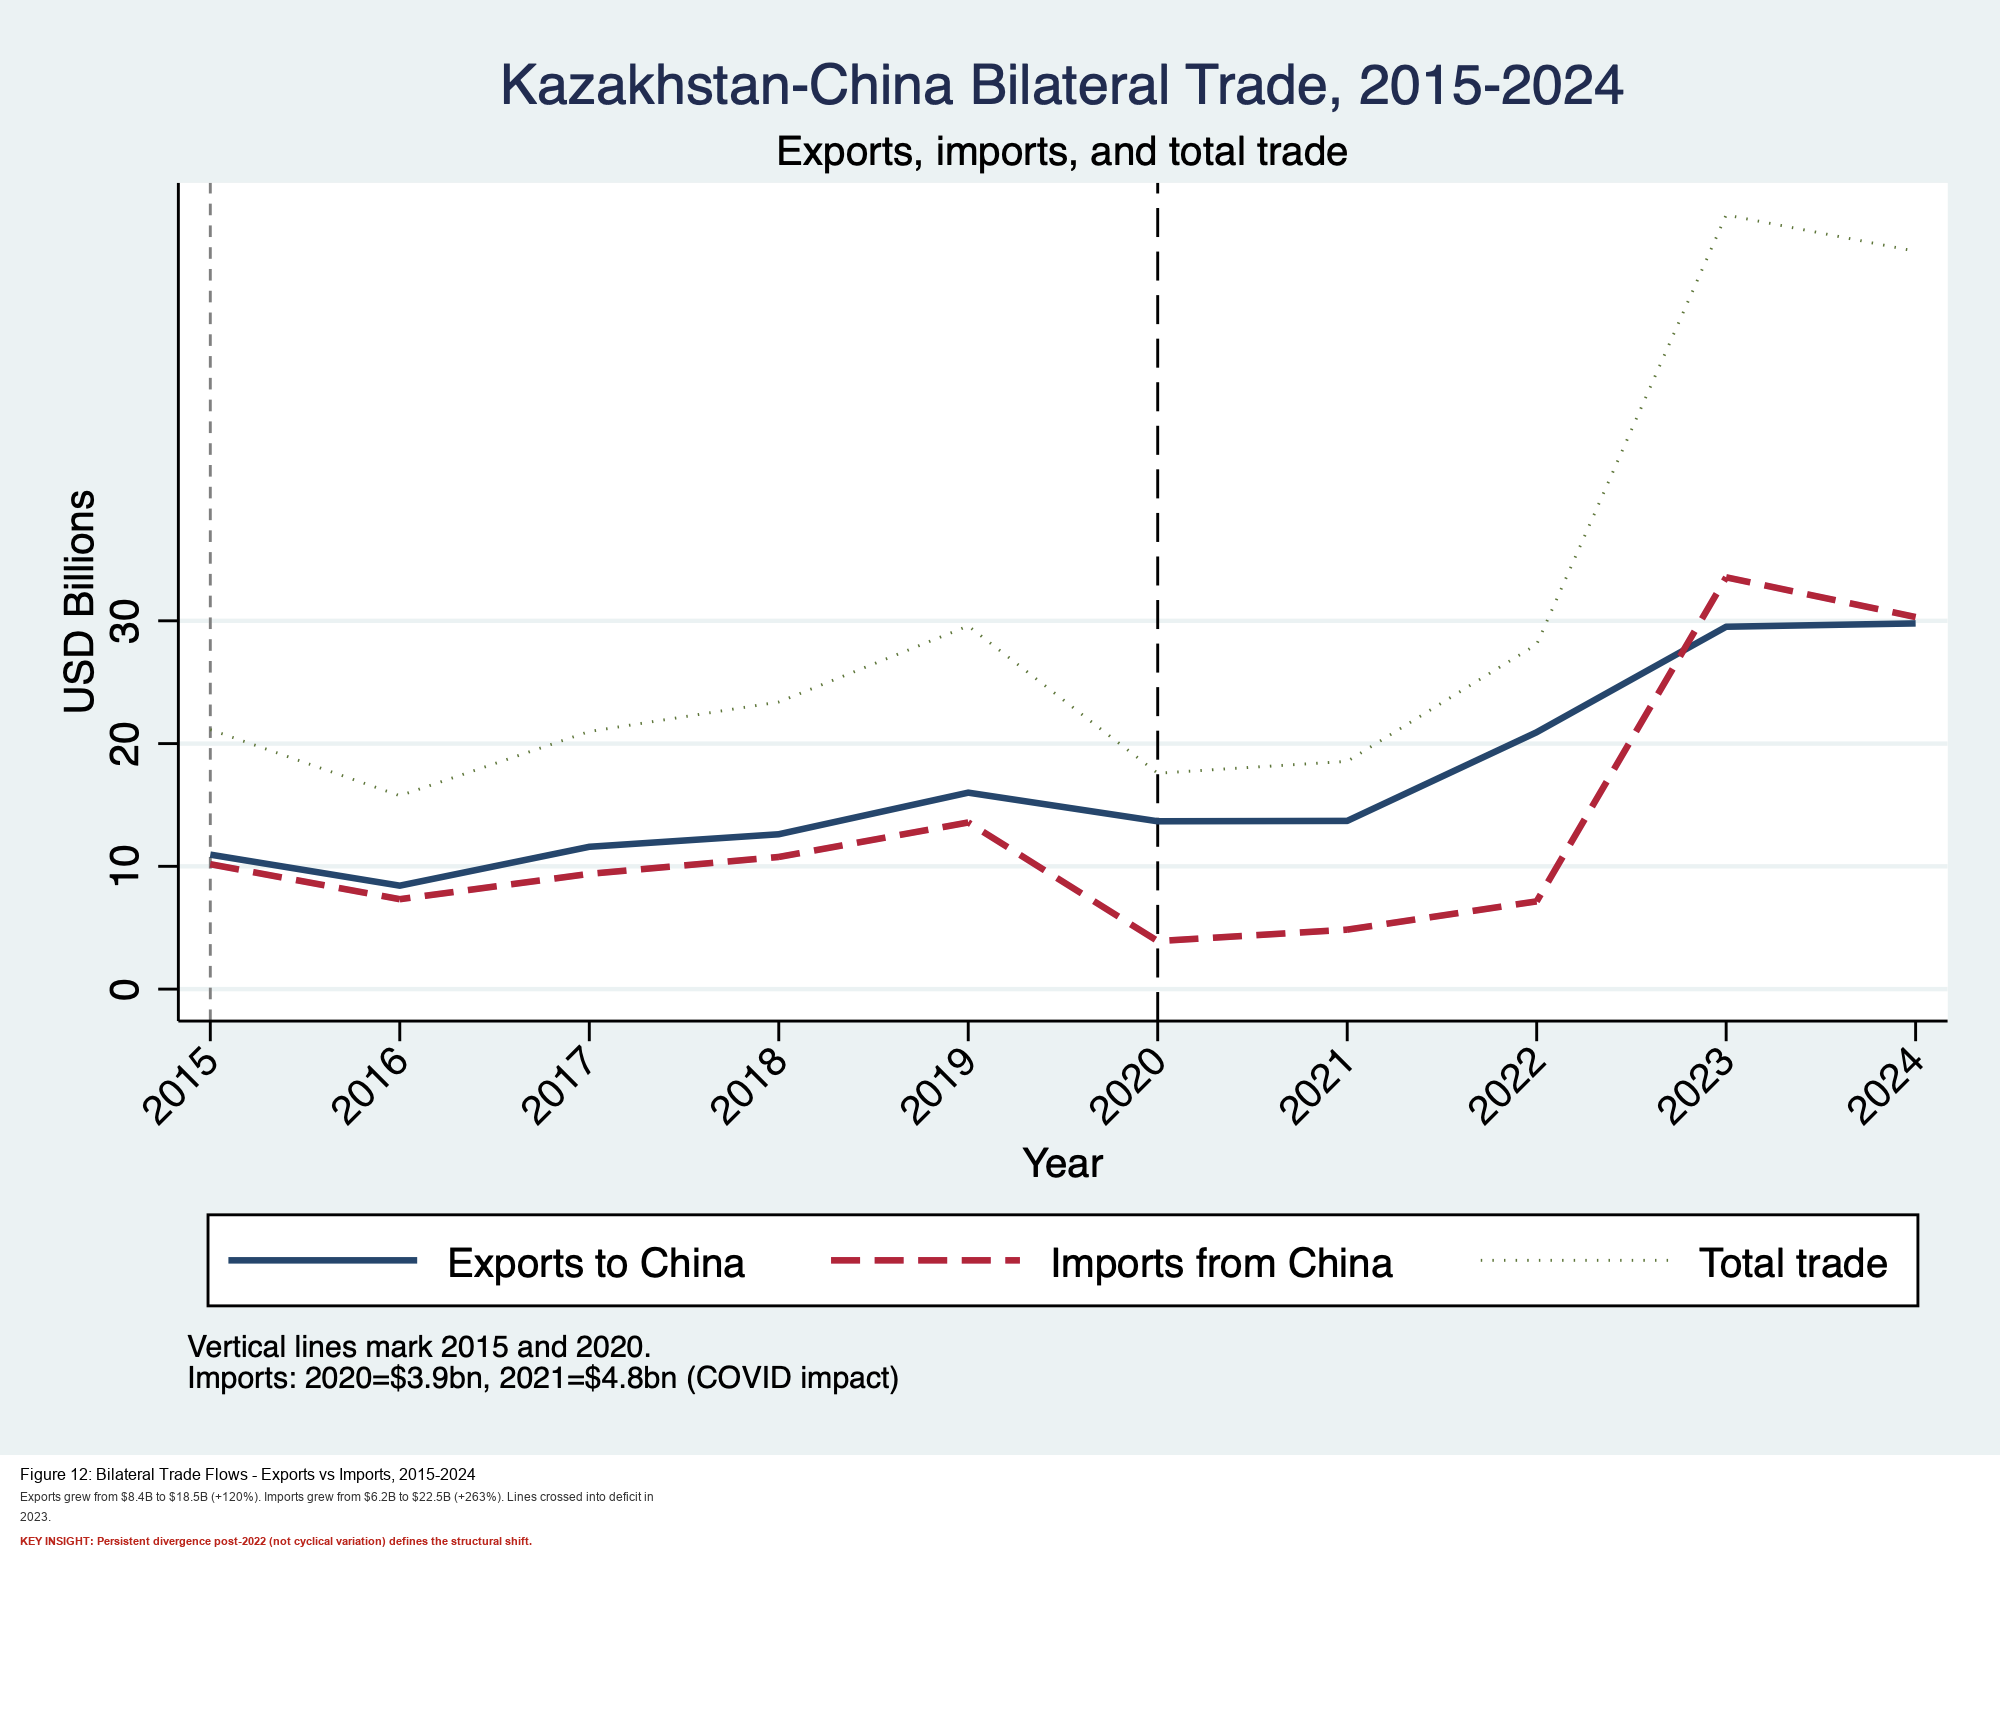 Kazakhstan-China Bilateral Trade, 2015-2024
Exports, imports, and total trade
USD Billions
30
20
10
0
2015
2016
2017
2018
2019
2020
2021
2022
2023
2024
Year
Exports to China
Imports from China
Total trade
Vertical lines mark 2015 and 2020.
Imports: 2020=$3.9bn, 2021=$4.8bn (COVID impact)
Figure 12: Bilateral Trade Flows - Exports vs Imports, 2015-2024
Exports grew from $8.4B to $18.5B (+120%). Imports grew from $6.2B to $22.5B (+263%). Lines crossed into deficit in
2023.
KEY INSIGHT: Persistent divergence post-2022 (not cyclical variation) defines the structural shift.